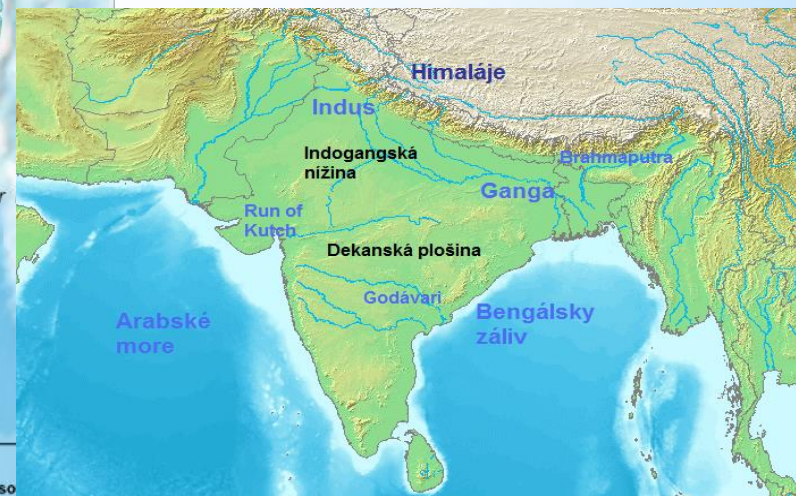 Himaláje
Indus
Indogangská
nížina
Brahmaputra
Ganga
Run of
Kutch
Dekanská plošina
Godávari
Arabské
more
Bengálsky
záliv